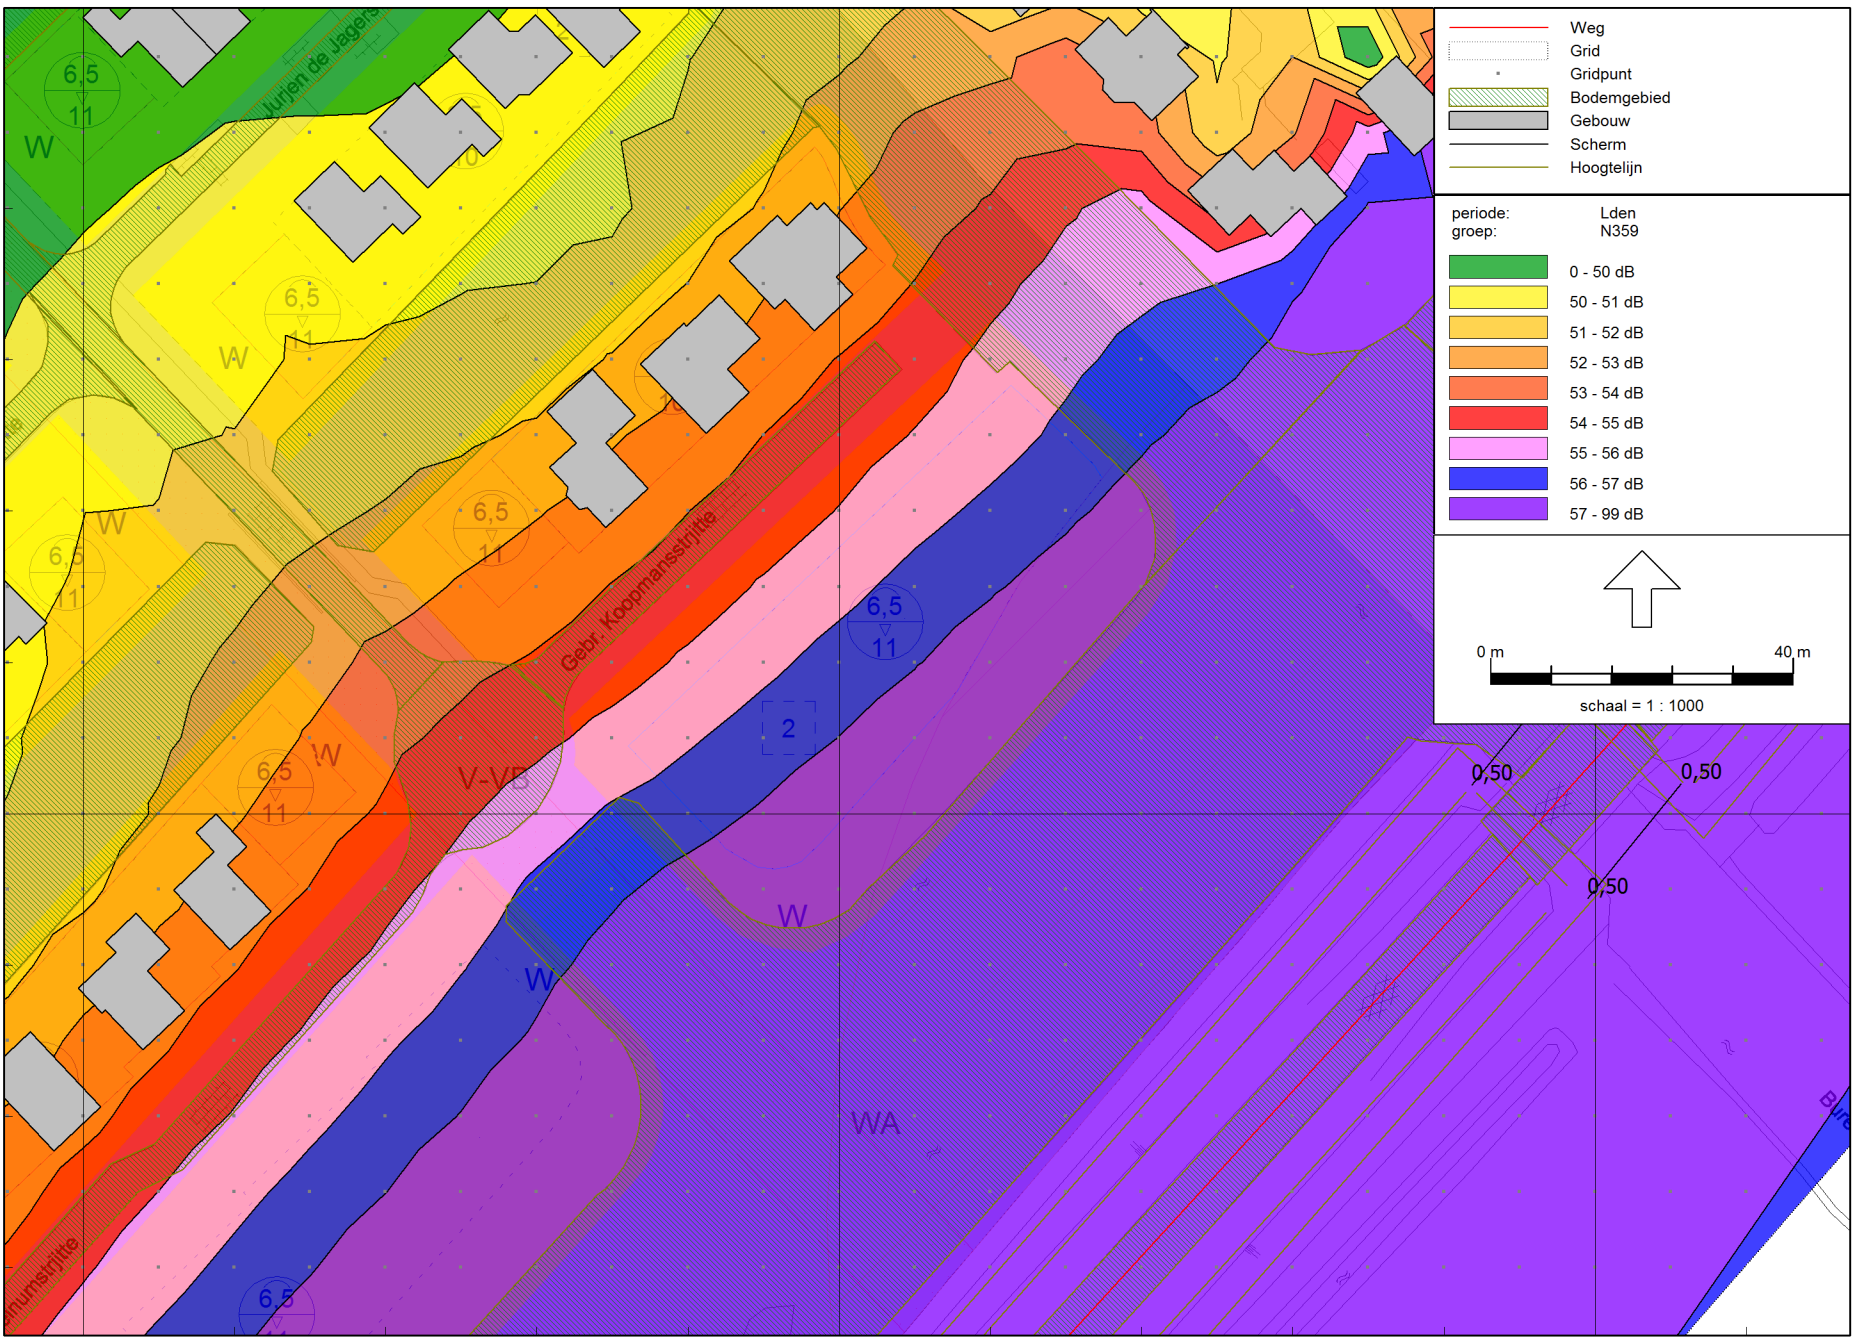 Jurjen de Jagers
6,5
11
W
10
6,5
11
W
W
6,5
11
10
6,5
11
Gebr. Koopmansstrjitte
6,5
11
2
W
6,5
11
V-VB
W
W
WA
6,5
numstrjitte
0,50
0,50
0,50
Weg
Grid
Gridpunt
Bodemgebied
Gebouw
Scherm
Hoogtelijn
periode: Lden
groep: N359
0 - 50 dB
50 - 51 dB
51 - 52 dB
52 - 53 dB
53 - 54 dB
54 - 55 dB
55 - 56 dB
56 - 57 dB
57 - 99 dB
0 m 40 m
schaal = 1 : 1000